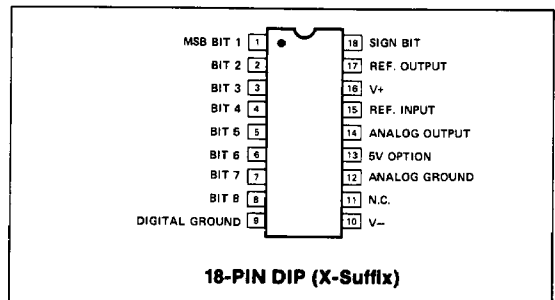 MSB BIT 1 1 18 SIGN BIT
BIT 2 2 17 REF. OUTPUT
BIT 3 3 16 V+
BIT 4 4 15 REF. INPUT
BIT 5 5 14 ANALOG OUTPUT
BIT 6 6 13 5V OPTION
BIT 7 7 12 ANALOG GROUND
BIT 8 8 11 N.C.
DIGITAL GROUND 9 10 V–
18-PIN DIP (X-Suffix)